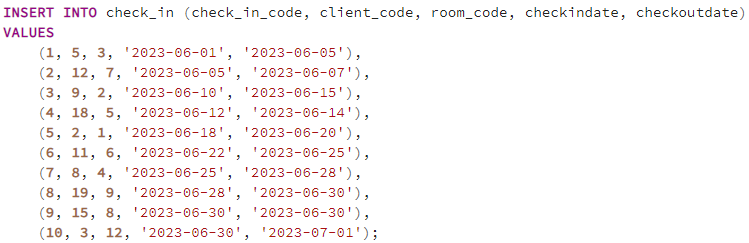 INSERT INTO check_in (check_in_code, client_code, room_code, checkindate, checkoutdate)
VALUES
(1, 5, 3, '2023-06-01', '2023-06-05'),
(2, 12, 7, '2023-06-05', '2023-06-07'),
(3, 9, 2, '2023-06-10', '2023-06-15'),
(4, 18, 5, '2023-06-12', '2023-06-14'),
(5, 2, 1, '2023-06-18', '2023-06-20'),
(6, 11, 6, '2023-06-22', '2023-06-25'),
(7, 8, 4, '2023-06-25', '2023-06-28'),
(8, 19, 9, '2023-06-28', '2023-06-30'),
(9, 15, 8, '2023-06-30', '2023-06-30'),
(10, 3, 12, '2023-06-30', '2023-07-01');